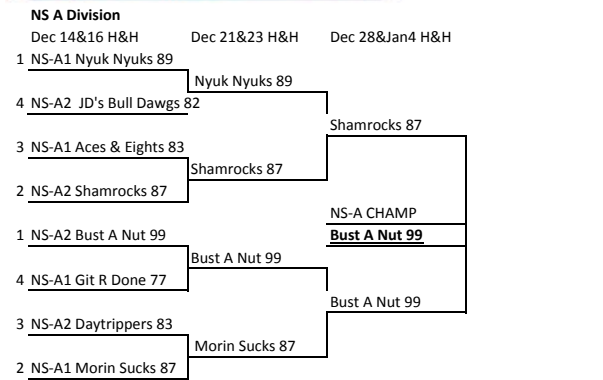 NS A Division
Dec 14&16 H&H Dec 21&23 H&H Dec 28&Jan4 H&H
1 NS-A1 Nyuk Nyuks 89
Nyuk Nyuks 89
4 NS-A2 JD's Bull Dawgs 82
Shamrocks 87
3 NS-A1 Aces & Eights 83
Shamrocks 87
2 NS-A2 Shamrocks 87
NS-A CHAMP
1 NS-A2 Bust A Nut 99 Bust A Nut 99
Bust A Nut 99
4 NS-A1 Git R Done 77
Bust A Nut 99
3 NS-A2 Daytrippers 83
Morin Sucks 87
2 NS-A1 Morin Sucks 87